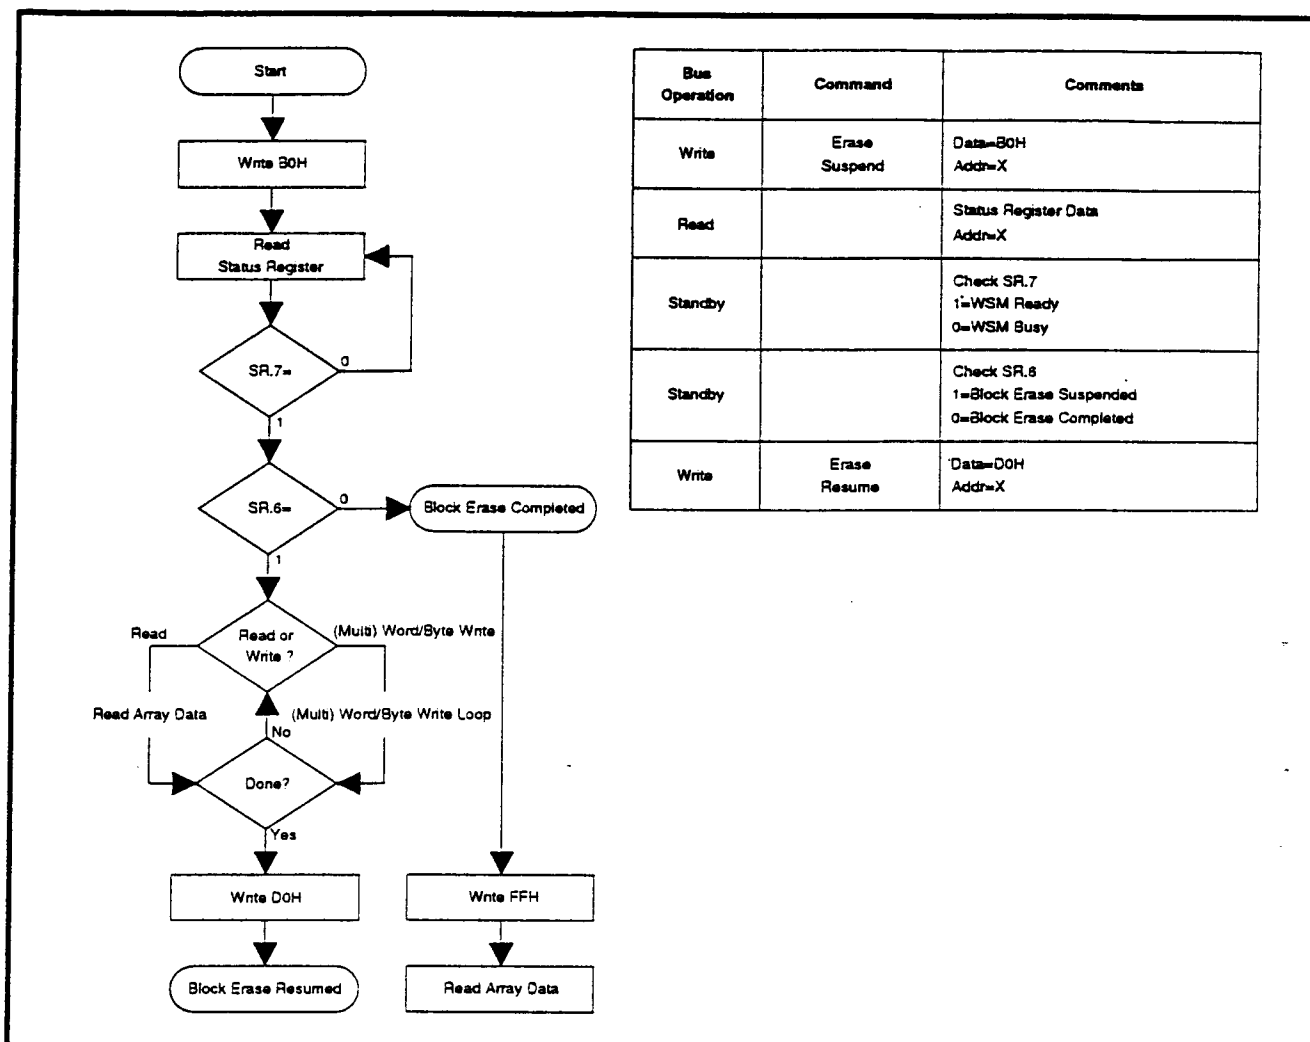 Start
Write B0H
Read
Status Register
SR.7=
0
1
SR.6=
0
Block Erase Completed
1
Read or
Write ?
Read
(Multi) Word/Byte Write
Read Array Data
(Multi) Word/Byte Write Loop
No
Done?
Yes
Write D0H
Write FFH
Block Erase Resumed
Read Array Data
Bus
Operation
Command
Comments
Write
Erase
Suspend
Data=B0H
Addr=X
Read
Status Register Data
Addr=X
Standby
Check SR.7
1=WSM Ready
0=WSM Busy
Standby
Check SR.6
1=Block Erase Suspended
0=Block Erase Completed
Write
Erase
Resume
Data=D0H
Addr=X